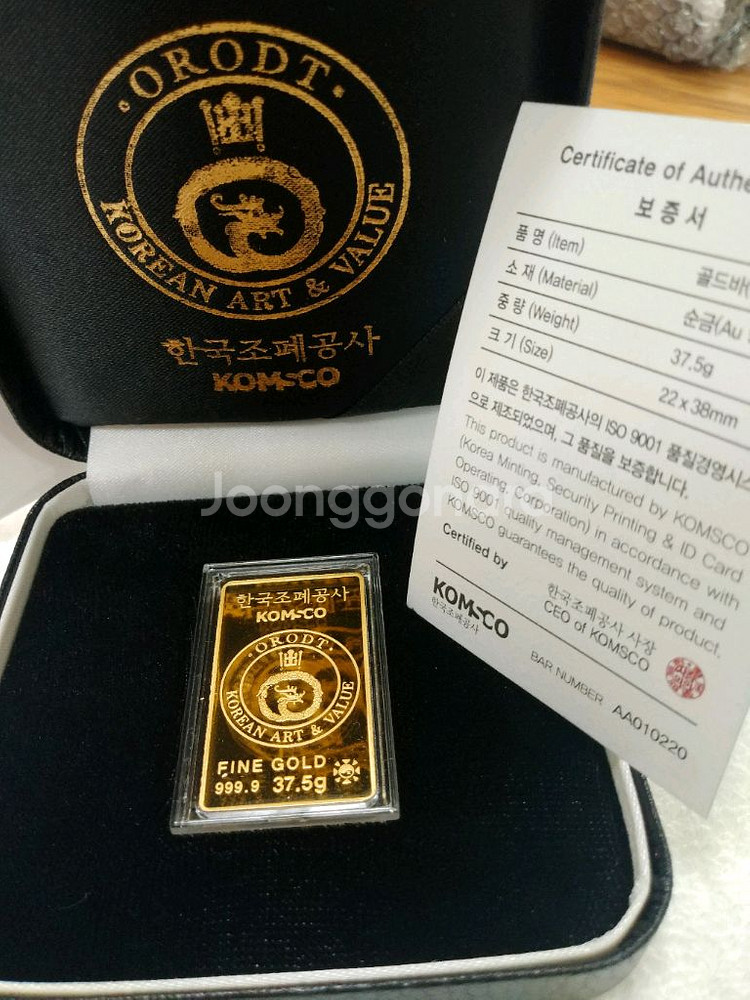 ·ORODT·
KOREAN ART & VALUE
한국조폐공사
KOMSCO
Certificate of Authe
보증서
품 명 (Item)
골드바(
소 재 (Material)
순금(Au
중 량 (Weight)
37.5g
크 기 (Size)
22 x 38mm
이 제품은 한국조폐공사의 ISO 9001 품질경영시스
으로 제조되었으며, 그 품질을 보증합니다.
This product is manufactured by KOMSCO
(Korea Minting, Security Printing & ID Card
Operating Corporation) in accordance with
ISO 9001 quality management system and
KOMSCO guarantees the quality of product.
Certified by
한국조폐공사 사장
CEO of KOMSCO
KOMSCO
한국조폐공사
BAR NUMBER AA010220
Joonggonara
한국조폐공사
KOMSCO
·ORODT·
KOREAN ART & VALUE
FINE GOLD
999.9 37.5g